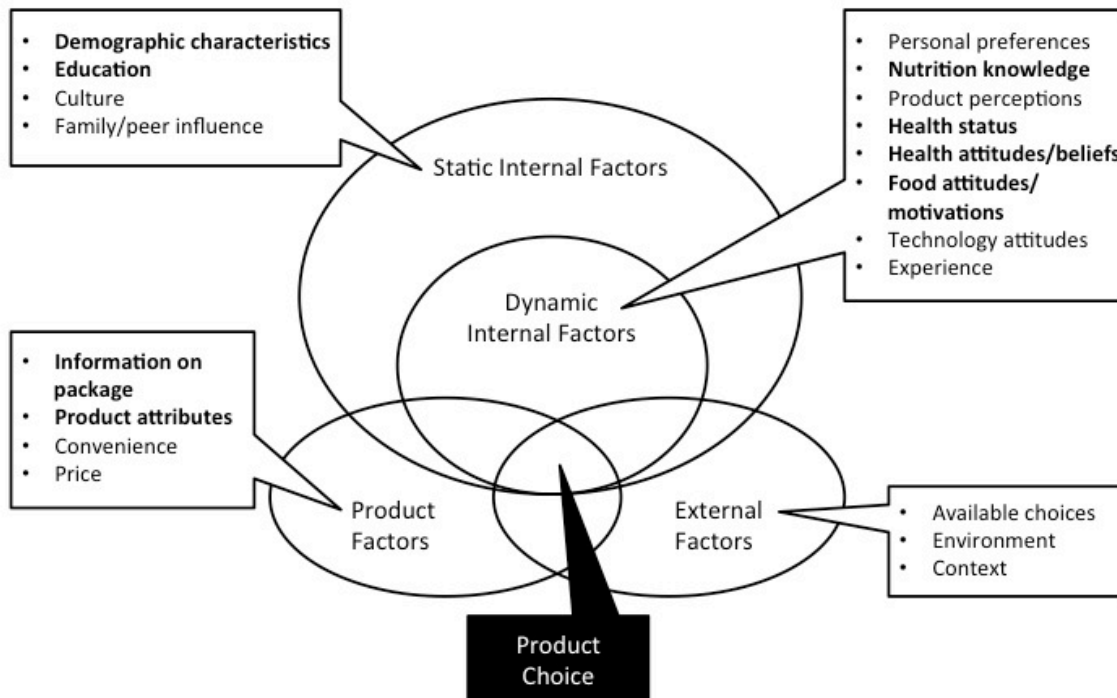 • Demographic characteristics
• Education
• Culture
• Family/peer influence
• Personal preferences
• Nutrition knowledge
• Product perceptions
• Health status
• Health attitudes/beliefs
• Food attitudes/
motivations
• Technology attitudes
• Experience
Static Internal Factors
Dynamic
Internal Factors
• Information on
package
• Product attributes
• Convenience
• Price
Product
Factors
External
Factors
• Available choices
• Environment
• Context
Product
Choice